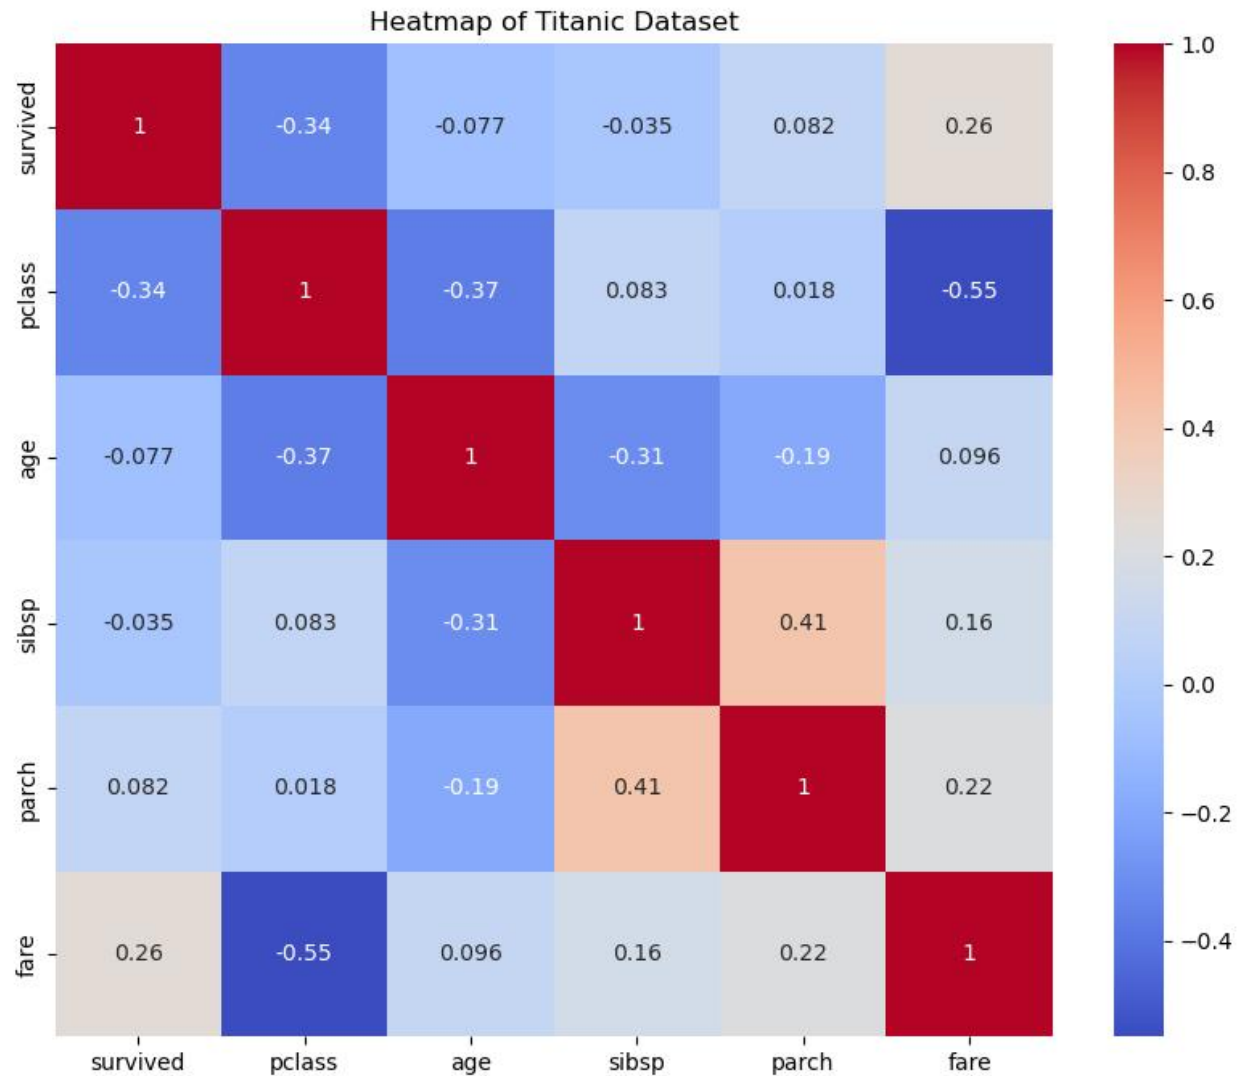 Heatmap of Titanic Dataset
survived 1 -0.34 -0.077 -0.035 0.082 0.26
pclass -0.34 1 -0.37 0.083 0.018 -0.55
age -0.077 -0.37 1 -0.31 -0.19 0.096
sibsp -0.035 0.083 -0.31 1 0.41 0.16
parch 0.082 0.018 -0.19 0.41 1 0.22
fare 0.26 -0.55 0.096 0.16 0.22 1
survived pclass age sibsp parch fare
1.0
0.8
0.6
0.4
0.2
0.0
−0.2
−0.4